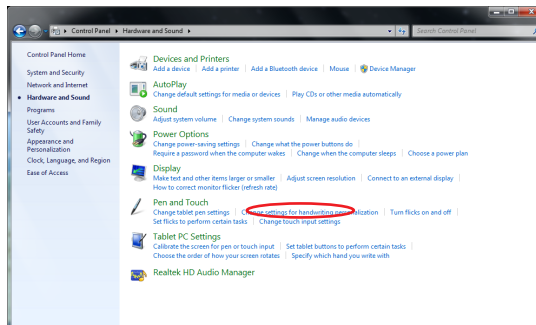 Control Panel ▸ Hardware and Sound ▸
Search Control Panel
Control Panel Home
System and Security
Network and Internet
Hardware and Sound
Programs
User Accounts and Family
Safety
Appearance and
Personalization
Clock, Language, and Region
Ease of Access
Devices and Printers
Add a device | Add a printer | Add a Bluetooth device | Mouse | Device Manager
AutoPlay
Change default settings for media or devices | Play CDs or other media automatically
Sound
Adjust system volume | Change system sounds | Manage audio devices
Power Options
Change power-saving settings | Change what the power buttons do |
Require a password when the computer wakes | Change when the computer sleeps | Choose a power plan
Display
Make text and other items larger or smaller | Adjust screen resolution | Connect to an external display |
How to correct monitor flicker (refresh rate)
Pen and Touch
Change tablet pen settings | Change settings for handwriting personalization | Turn flicks on and off |
Set flicks to perform certain tasks | Change touch input settings
Tablet PC Settings
Calibrate the screen for pen or touch input | Set tablet buttons to perform certain tasks |
Choose the order of how your screen rotates | Specify which hand you write with
Realtek HD Audio Manager